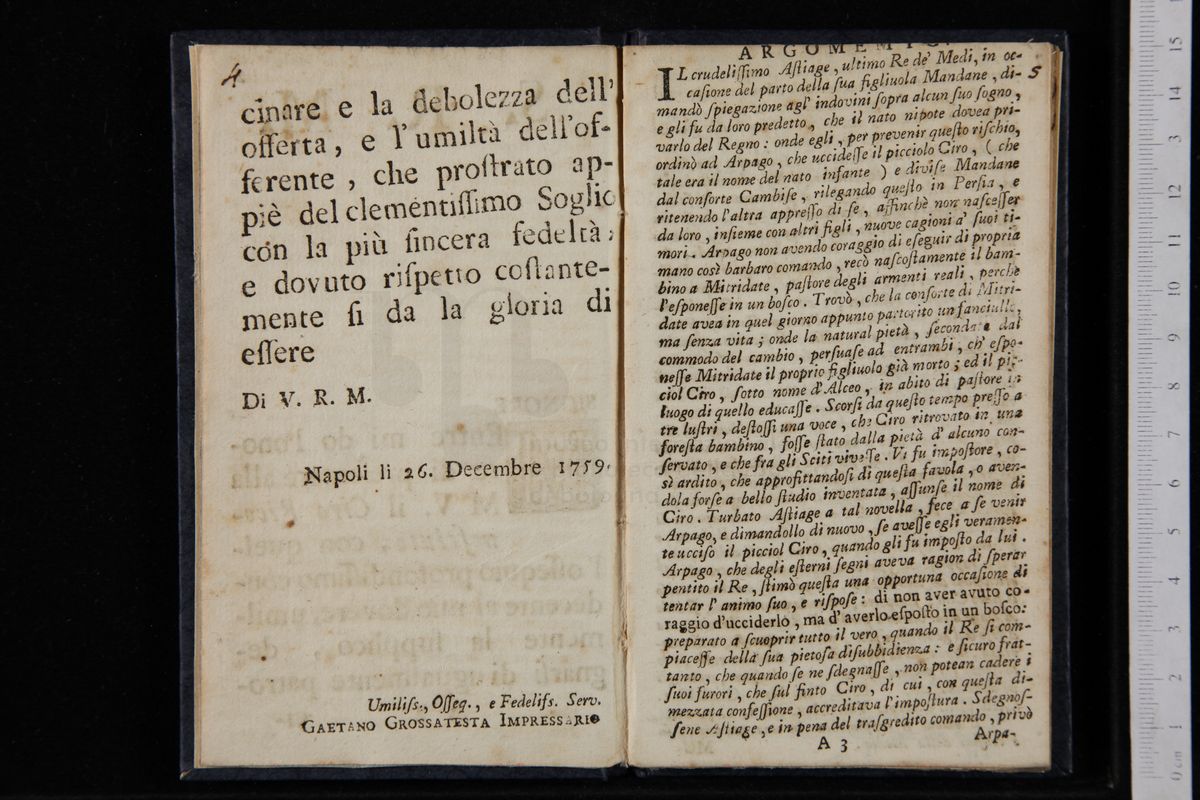 4
cinare e la debolezza dell'
offerta, e l'umiltà dell'of-
ferente, che proſtrato ap-
piè del clementiſſimo Soglio
con la più ſincera fedeltà,
e dovuto riſpetto coſtante-
mente ſi da la gloria di
eſſere
Di V. R. M.
Napoli li 26. Decembre 1759.
Umiliſs., Oſſeq., e Fedeliſs. Serv.
GAETANO GROSSATESTA IMPRESSARIO
ARGOMENTO
5
IL crudeliſſimo Aſtiage, ultimo Re de' Medi, in oc-
caſione del parto della ſua figliuola Mandane, di-
mandò ſpiegazione agl' indovini ſopra alcun ſuo ſogno,
e gli fu da loro predetto, che il nato nipote dovea pri-
varlo del Regno: onde egli, per prevenir queſto riſchio,
ordinò ad Arpago, che uccideſſe il picciolo Ciro, (che
tale era il nome del nato infante) e diviſe Mandane
dal conſorte Cambiſe, rilegando queſto in Perſia, e
ritenendo l'altra appreſſo di ſe, affinchè non naſceſſer
da loro, inſieme con altri figli, nuove cagioni a' ſuoi ti-
mori. Arpago non avendo coraggio di eſeguir di propria
mano così barbaro comando, recò naſcoſtamente il bam-
bino a Mitridate, paſtore degli armenti reali, perchè
l'eſponeſſe in un boſco. Trovò, che la conſorte di Mitri-
date avea in quel giorno appunto partorito un fanciullo,
ma ſenza vita; onde la natural pietà, ſecondata dal
commodo del cambio, perſuaſe ad entrambi, ch' eſpo-
neſſe Mitridate il proprio figliuolo già morto; ed il pic-
ciol Ciro, ſotto nome d'Alceo, in abito di paſtore in
luogo di quello educaſſe. Scorſi da queſto tempo preſſo a
tre luſtri, deſtoſſi una voce, che Ciro ritrovato in una
foreſta bambino, foſſe ſtato dalla pietà d' alcuno con-
ſervato, e che fra gli Sciti viveſſe. Vi fu impoſtore, co-
sì ardito, che approfittandoſi di queſta favola, o aven-
dola forſe a bello ſtudio inventata, aſſunſe il nome di
Ciro. Turbato Aſtiage a tal novella, fece a ſe venir
Arpago, e dimandollo di nuovo, ſe aveſſe egli veramen-
te ucciſo il picciol Ciro, quando gli fu impoſto da lui.
Arpago, che degli eſterni ſegni aveva ragion di ſperar
pentito il Re, ſtimò queſta una opportuna occaſione di
tentar l' animo ſuo, e riſpoſe: di non aver avuto co-
raggio d'ucciderlo, ma d' averlo eſpoſto in un boſco:
preparato a ſcuoprir tutto il vero, quando il Re ſi com-
piaceſſe della ſua pietoſa diſubbidienza: e ſicuro frat-
tanto, che quando ſe ne ſdegnaſſe, non potean cadere i
ſuoi furori, che ſul finto Ciro, di cui, con queſta di-
mezzata confeſſione, accreditava l'impoſtura. Sdegnoſ-
ſene Aſtiage, e in pena del traſgredito comando, privò
A 3
Arpa-
0 cm 1 2 3 4 5 6 7 8 9 10 11 12 13 14 15